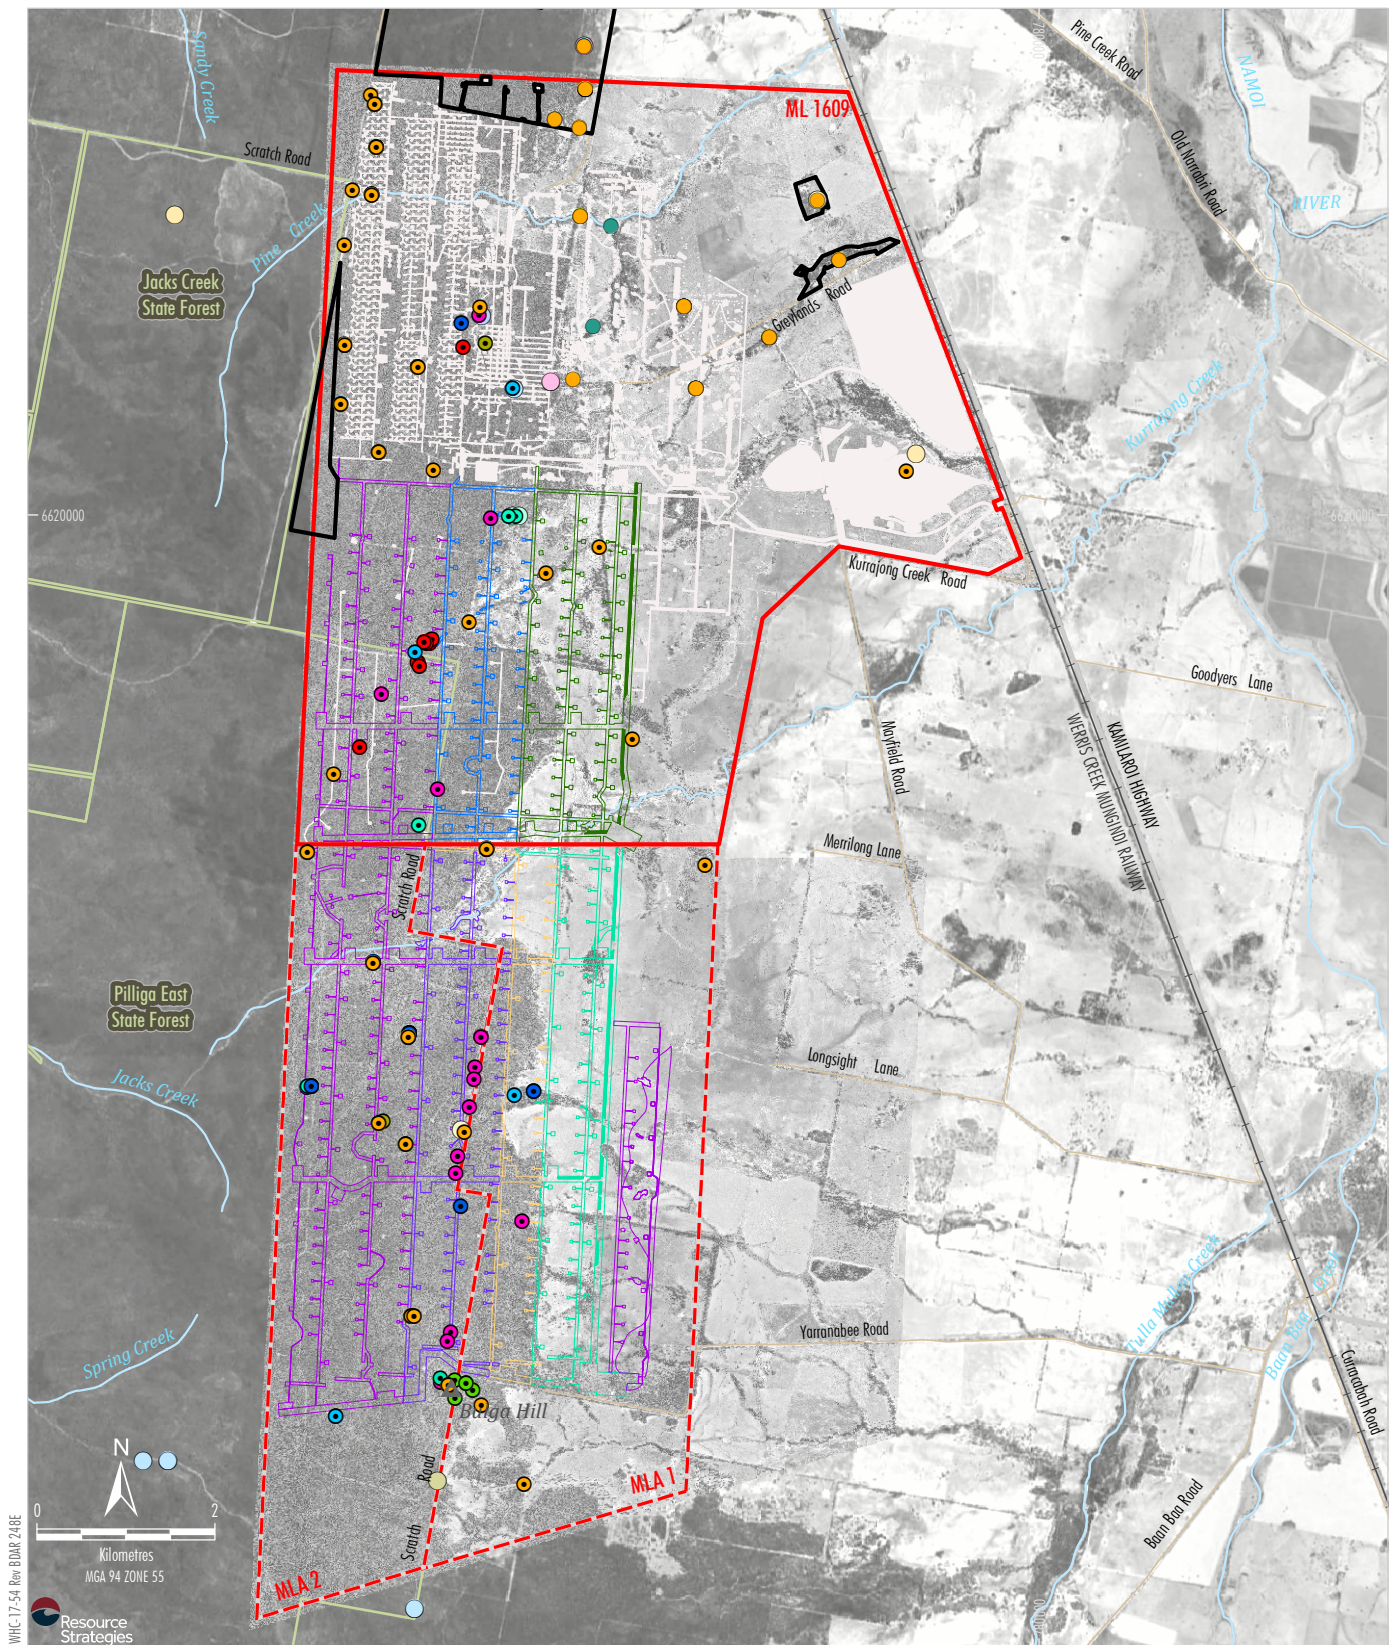 Sandy Creek
Pine Creek Road
NAMOI
RIVER
Old Narrabri Road
ML 1609
Scratch Road
Pine Creek
Jacks Creek
State Forest
Greylands Road
Kurrajong Creek
6620000
6620000
Kurrajong Creek Road
Goodyers Lane
Mayfield Road
KAMILAROI HIGHWAY
WERRIS CREEK MUNGINDI RAILWAY
Merrilong Lane
Scratch Road
Pilliga East
State Forest
Jacks Creek
Longsight Lane
Tulla Mullen Creek
Baan Baa Creek
Yarranabee Road
Spring Creek
Curracabah Road
Bulga Hill
N
0 2
Kilometres
MGA 94 ZONE 55
Scratch Road
MLA 1
MLA 2
Baan Baa Road
WHC-17-54 Rev BDAR 248E
Resource
Strategies